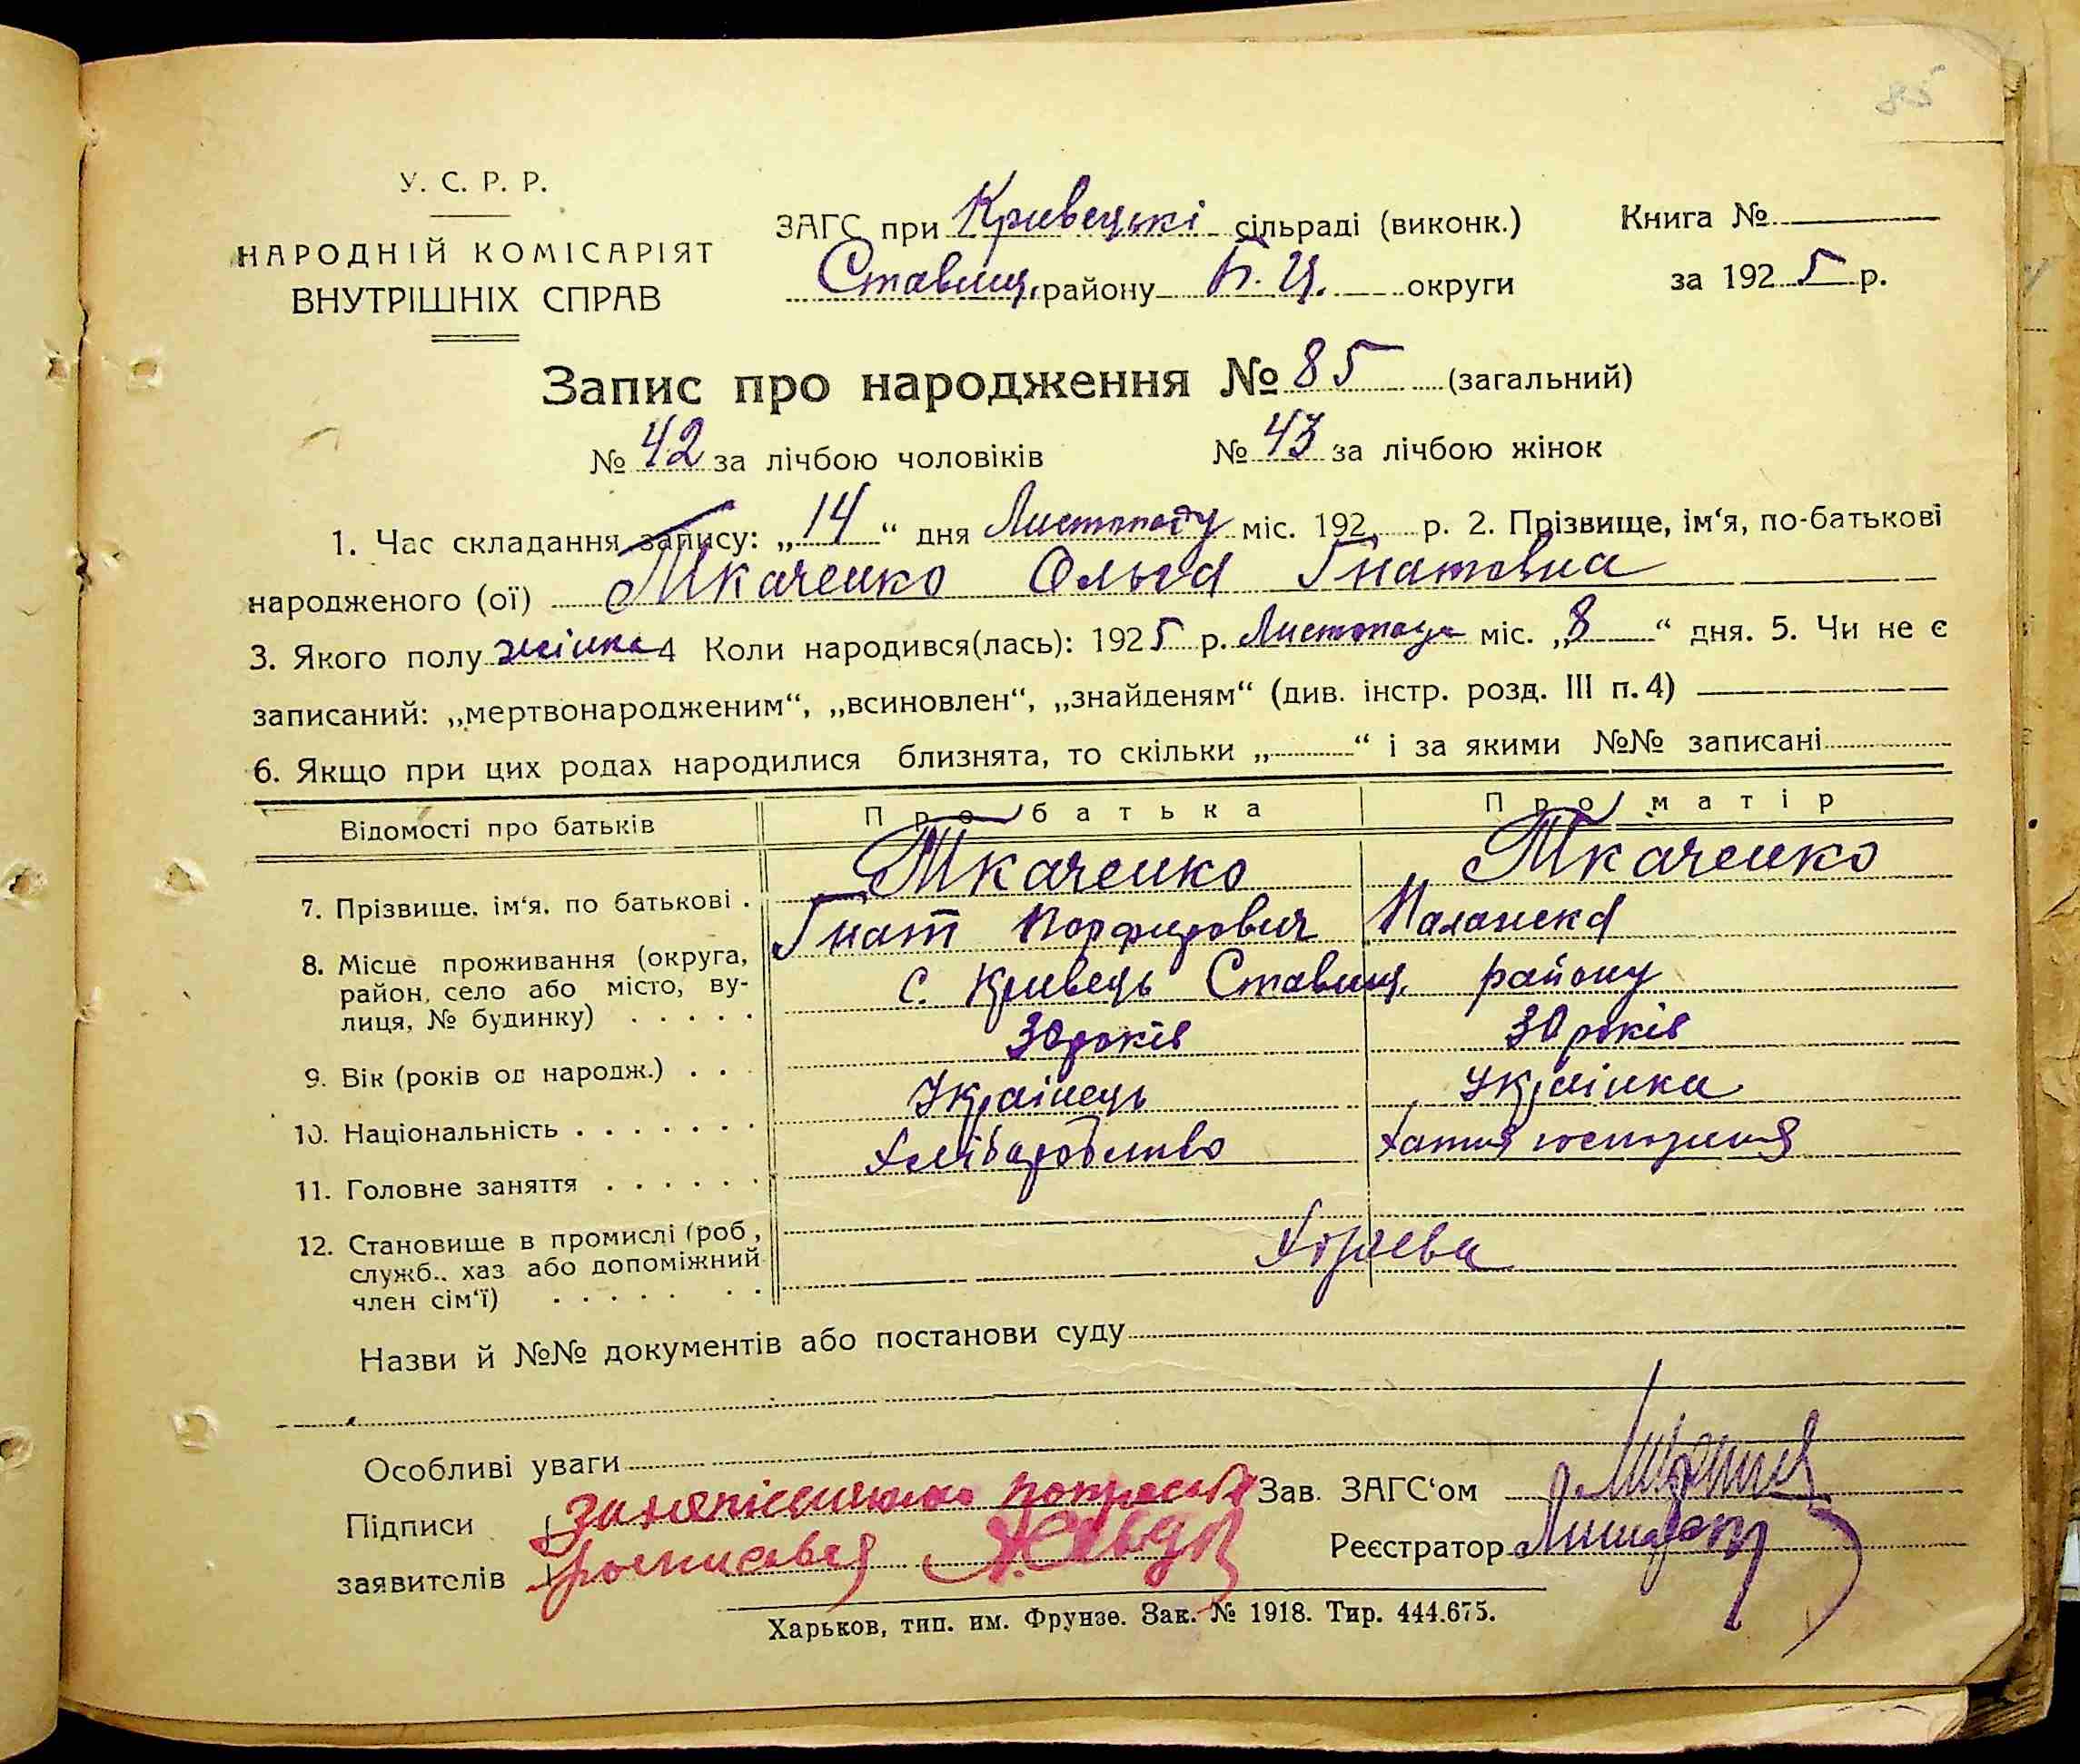 85
У. С. Р. Р.
НАРОДНІЙ КОМІСАРІЯТ
ВНУТРІШНІХ СПРАВ
ЗАГС при Кривецькі сільраді (виконк.)
Ставищ. району Б. Ц. округи
Книга №
за 1925 р.
Запис про народження № 85 (загальний)
№ 42 за лічбою чоловіків № 43 за лічбою жінок
1. Час складання запису: „14“ дня Листопаду міс. 192 р. 2. Прізвище, ім‘я, по-батькові
народженого (ої) Ткаченко Ольга Гнатовна
3. Якого полу жінка 4 Коли народився(лась): 1925 р. Листопада міс. „8“ дня. 5. Чи не є
записаний: „мертвонародженим“, „всиновлен“, „знайденям“ (див. інстр. розд. III п. 4)
6. Якщо при цих родах народилися близнята, то скільки „ “ і за якими №№ записані
Відомості про батьків Про батька Про матір
Ткаченко Ткаченко
7. Прізвище, ім‘я, по батькові . Гнат Порфирович Палажка
8. Місце проживання (округа,
район, село або місто, ву-
лиця, № будинку) . . . . .
с. Кривець Ставищ. району
9. Вік (років од народж.) . . . 30 років 30 років
10. Національність . . . . . . . Українець Українка
11. Головне заняття . . . . . . Хліборобство Хатня господиня
12. Становище в промислі (роб.,
служб., хаз або допоміжний
член сім‘ї) . . . . . . .
Назви й №№ документів або постанови суду
Особливі уваги
Підписи
заявителів
Зав. ЗАГС‘ом
Реєстратор
Харьков, тип. им. Фрунзе. Зак. № 1918. Тир. 444.675.